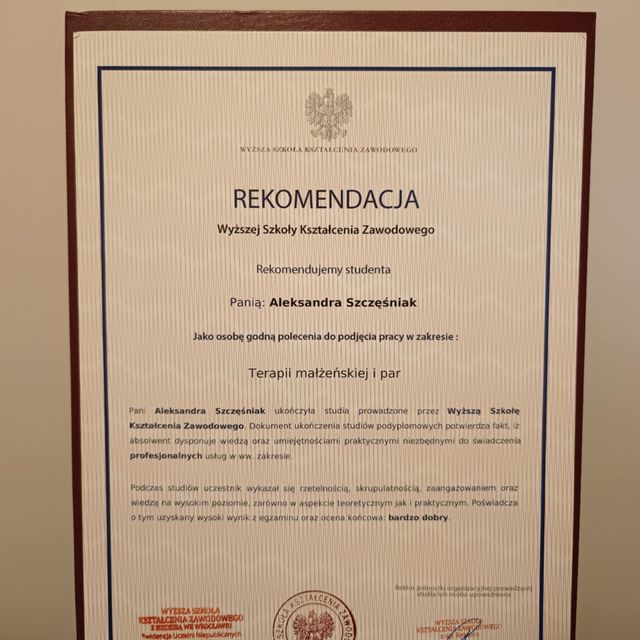 WYŻSZA SZKOŁA KSZTAŁCENIA ZAWODOWEGO
REKOMENDACJA
Wyższej Szkoły Kształcenia Zawodowego
Rekomendujemy studenta
Panią: Aleksandra Szczęśniak
Jako osobę godną polecenia do podjęcia pracy w zakresie :
Terapii małżeńskiej i par
Pani Aleksandra Szczęśniak ukończyła studia prowadzone przez Wyższą Szkołę
Kształcenia Zawodowego. Dokument ukończenia studiów podyplomowych potwierdza fakt, iż
absolwent dysponuje wiedzą oraz umiejętnościami praktycznymi niezbędnymi do świadczenia
profesjonalnych usług w ww. zakresie.
Podczas studiów uczestnik wykazał się rzetelnością, skrupulatnością, zaangażowaniem oraz
wiedzą na wysokim poziomie, zarówno w aspekcie teoretycznym jak i praktycznym. Poświadcza
o tym uzyskany wysoki wynik z egzaminu oraz ocena końcowa: bardzo dobry.
Rektor jednostki organizacyjnej prowadzącej
studia lub osoba upoważniona
WYŻSZA SZKOŁA
KSZTAŁCENIA ZAWODOWEGO
Z SIEDZIBĄ WE WROCŁAWIU
Ewidencja Uczelni Niepublicznych
SZKOŁA KSZTAŁCENIA ZAWODO
WYŻSZA SZKOŁA
KSZTAŁCENIA ZAWODOWEGO